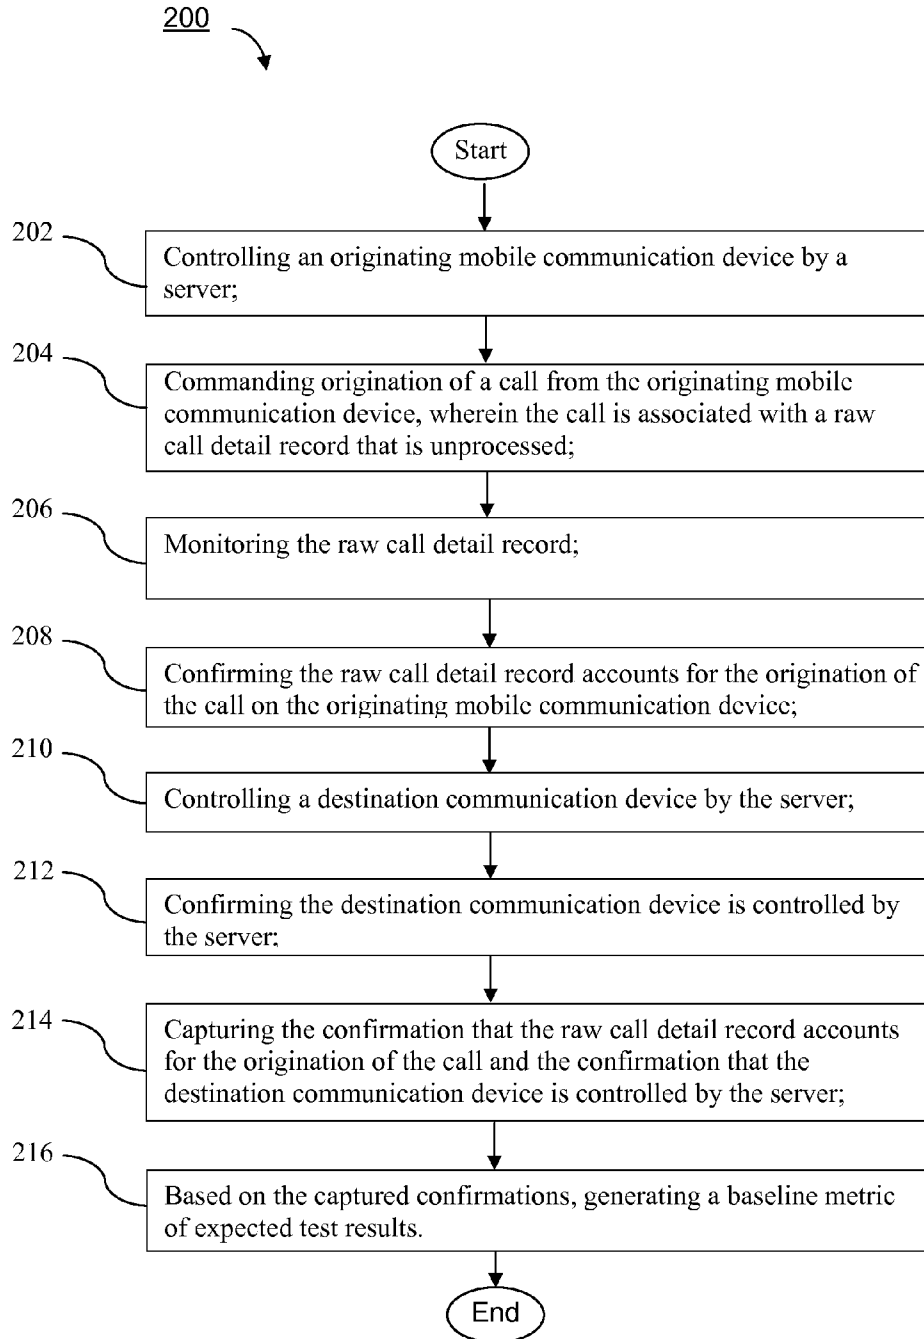 200
Start
202
Controlling an originating mobile communication device by a
server;
204
Commanding origination of a call from the originating mobile
communication device, wherein the call is associated with a raw
call detail record that is unprocessed;
206
Monitoring the raw call detail record;
208
Confirming the raw call detail record accounts for the origination of
the call on the originating mobile communication device;
210
Controlling a destination communication device by the server;
212
Confirming the destination communication device is controlled by
the server;
214
Capturing the confirmation that the raw call detail record accounts
for the origination of the call and the confirmation that the
destination communication device is controlled by the server;
216
Based on the captured confirmations, generating a baseline metric
of expected test results.
End